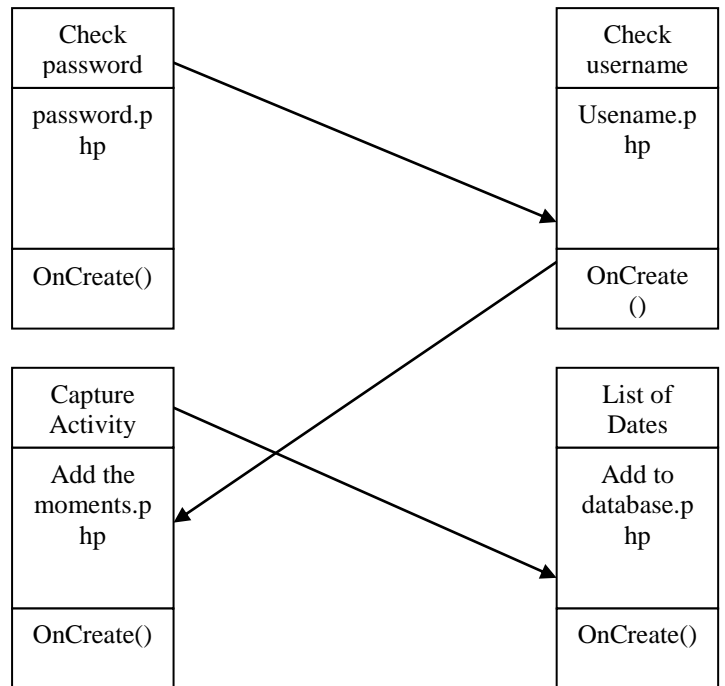 Check
password
password.p
hp
OnCreate()
Check
username
Usename.p
hp
OnCreate
()
Capture
Activity
Add the
moments.p
hp
OnCreate()
List of
Dates
Add to
database.p
hp
OnCreate()